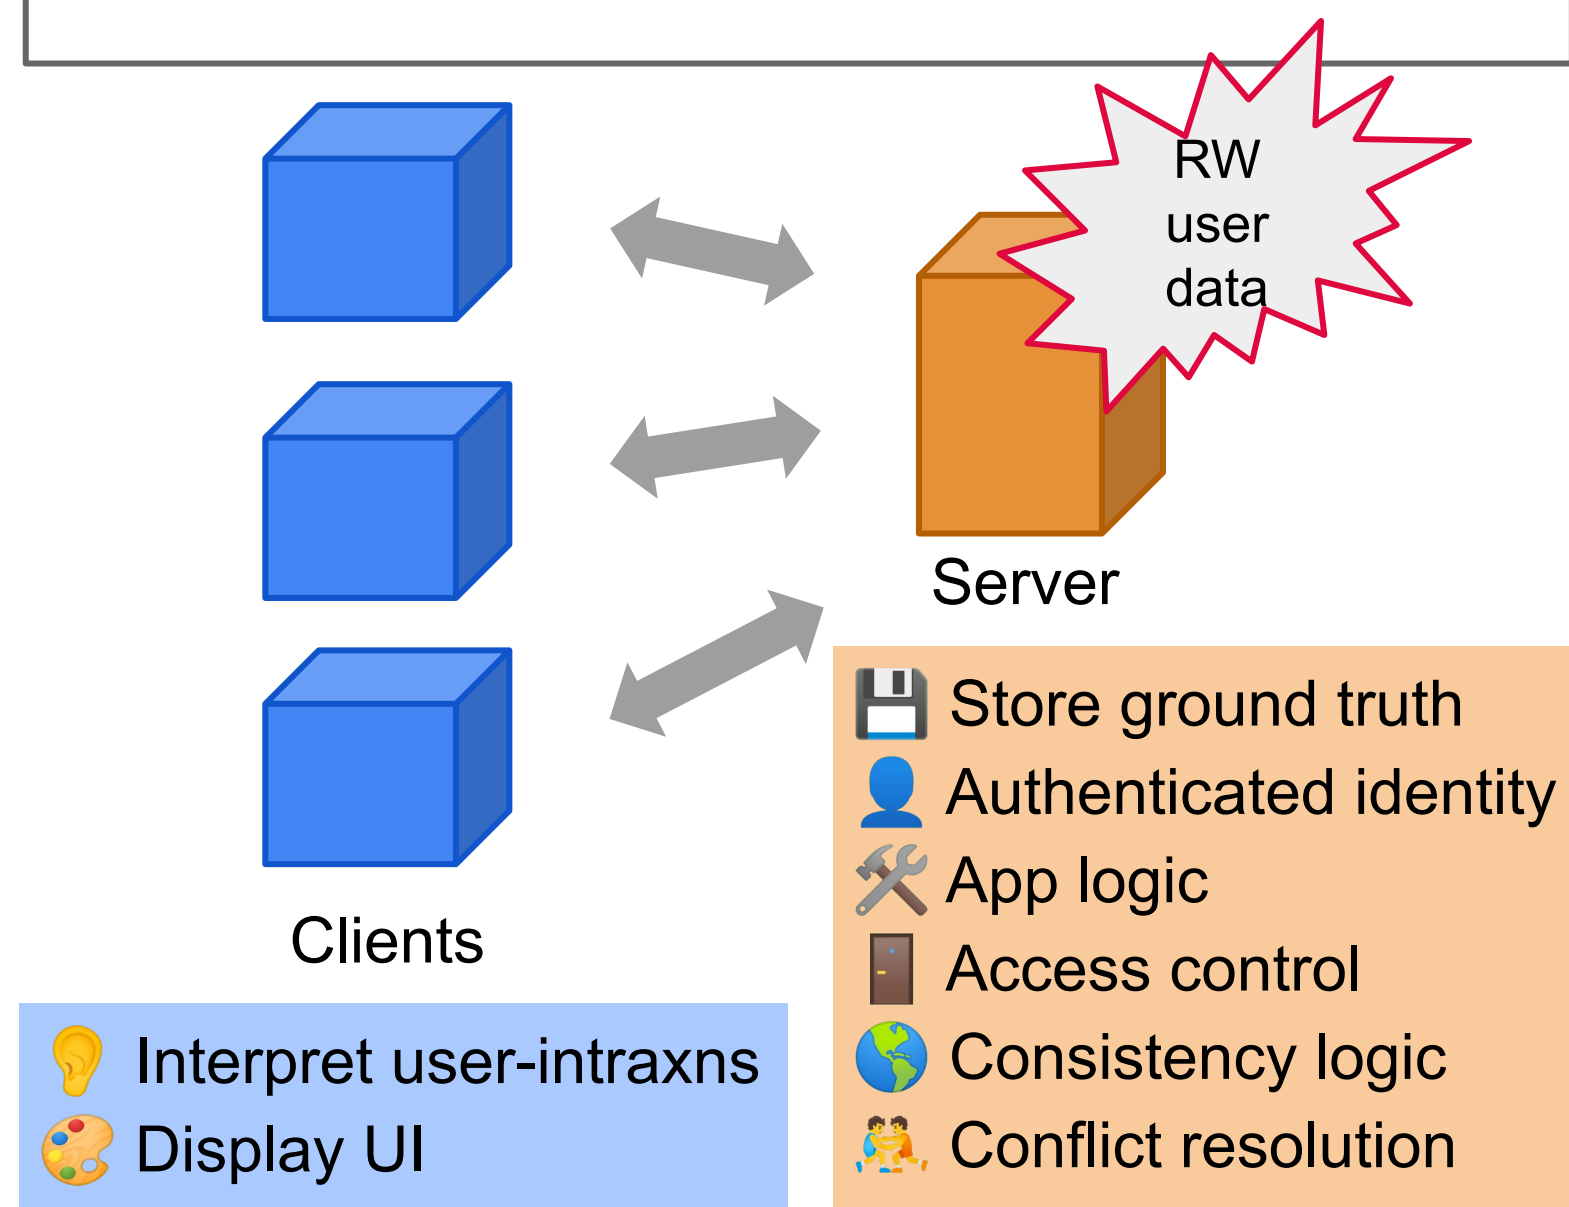 RW
user
data
Server
Clients
Store ground truth
Authenticated identity
App logic
Access control
Consistency logic
Conflict resolution
Interpret user-intraxns
Display UI